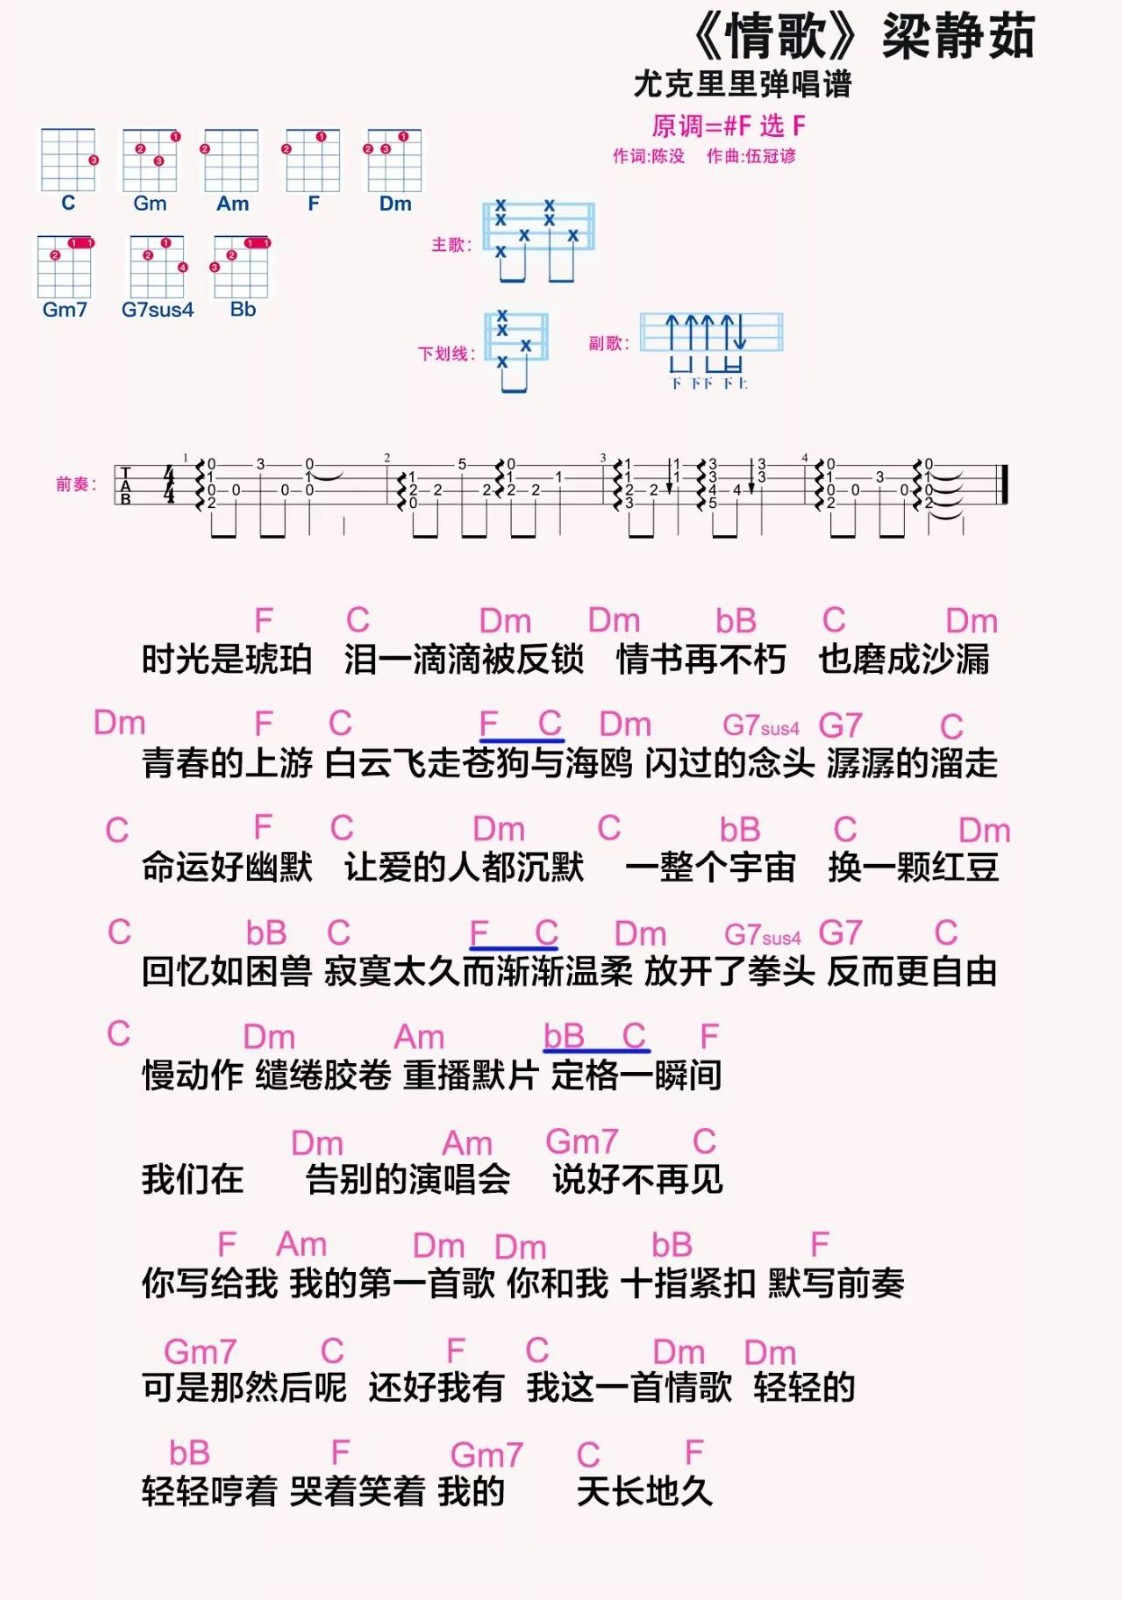 《情歌》梁静茹
尤克里里弹唱谱
原调=#F 选 F
作词:陈没 作曲:伍冠谚
C Gm Am F Dm
Gm7 G7sus4 Bb
主歌:
下划线:
副歌:
下 下下 下上
前奏:
F C Dm Dm bB C Dm
时光是琥珀 泪一滴滴被反锁 情书再不朽 也磨成沙漏
Dm F C F C Dm G7sus4 G7 C
青春的上游 白云飞走苍狗与海鸥 闪过的念头 潺潺的溜走
C F C Dm C bB C Dm
命运好幽默 让爱的人都沉默 一整个宇宙 换一颗红豆
C bB C F C Dm G7sus4 G7 C
回忆如困兽 寂寞太久而渐渐温柔 放开了拳头 反而更自由
C Dm Am bB C F
慢动作 缱绻胶卷 重播默片 定格一瞬间
Dm Am Gm7 C
我们在 告别的演唱会 说好不再见
F Am Dm Dm bB F
你写给我 我的第一首歌 你和我 十指紧扣 默写前奏
Gm7 C F C Dm Dm
可是那然后呢 还好我有 我这一首情歌 轻轻的
bB F Gm7 C F
轻轻哼着 哭着笑着 我的 天长地久